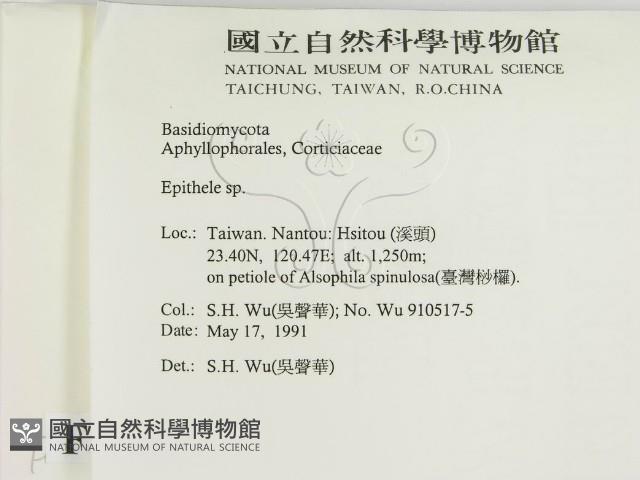 國立自然科學博物館
NATIONAL MUSEUM OF NATURAL SCIENCE
TAICHUNG, TAIWAN, R.O.CHINA
Basidiomycota
Aphyllophorales, Corticiaceae
Epithele sp.
Loc.: Taiwan. Nantou: Hsitou (溪頭)
23.40N, 120.47E; alt. 1,250m;
on petiole of Alsophila spinulosa(臺灣桫欏).
Col.: S.H. Wu(吳聲華); No. Wu 910517-5
Date: May 17, 1991
Det.: S.H. Wu(吳聲華)
F
國立自然科學博物館
NATIONAL MUSEUM OF NATURAL SCIENCE